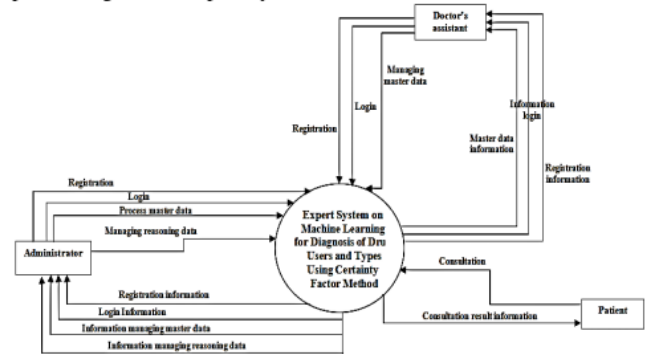 Doctor's
assistant
Managing
master data
Login
Registration
Information
login
Master data
information
Registration
information
Registration
Login
Process master data
Managing reasoning data
Administrator
Expert System on
Machine Learning
for Diagnosis of Dru
Users and Types
Using Certainty
Factor Method
Consultation
Patient
Consultation result information
Registration information
Login Information
Information managing master data
Information managing reasoning data